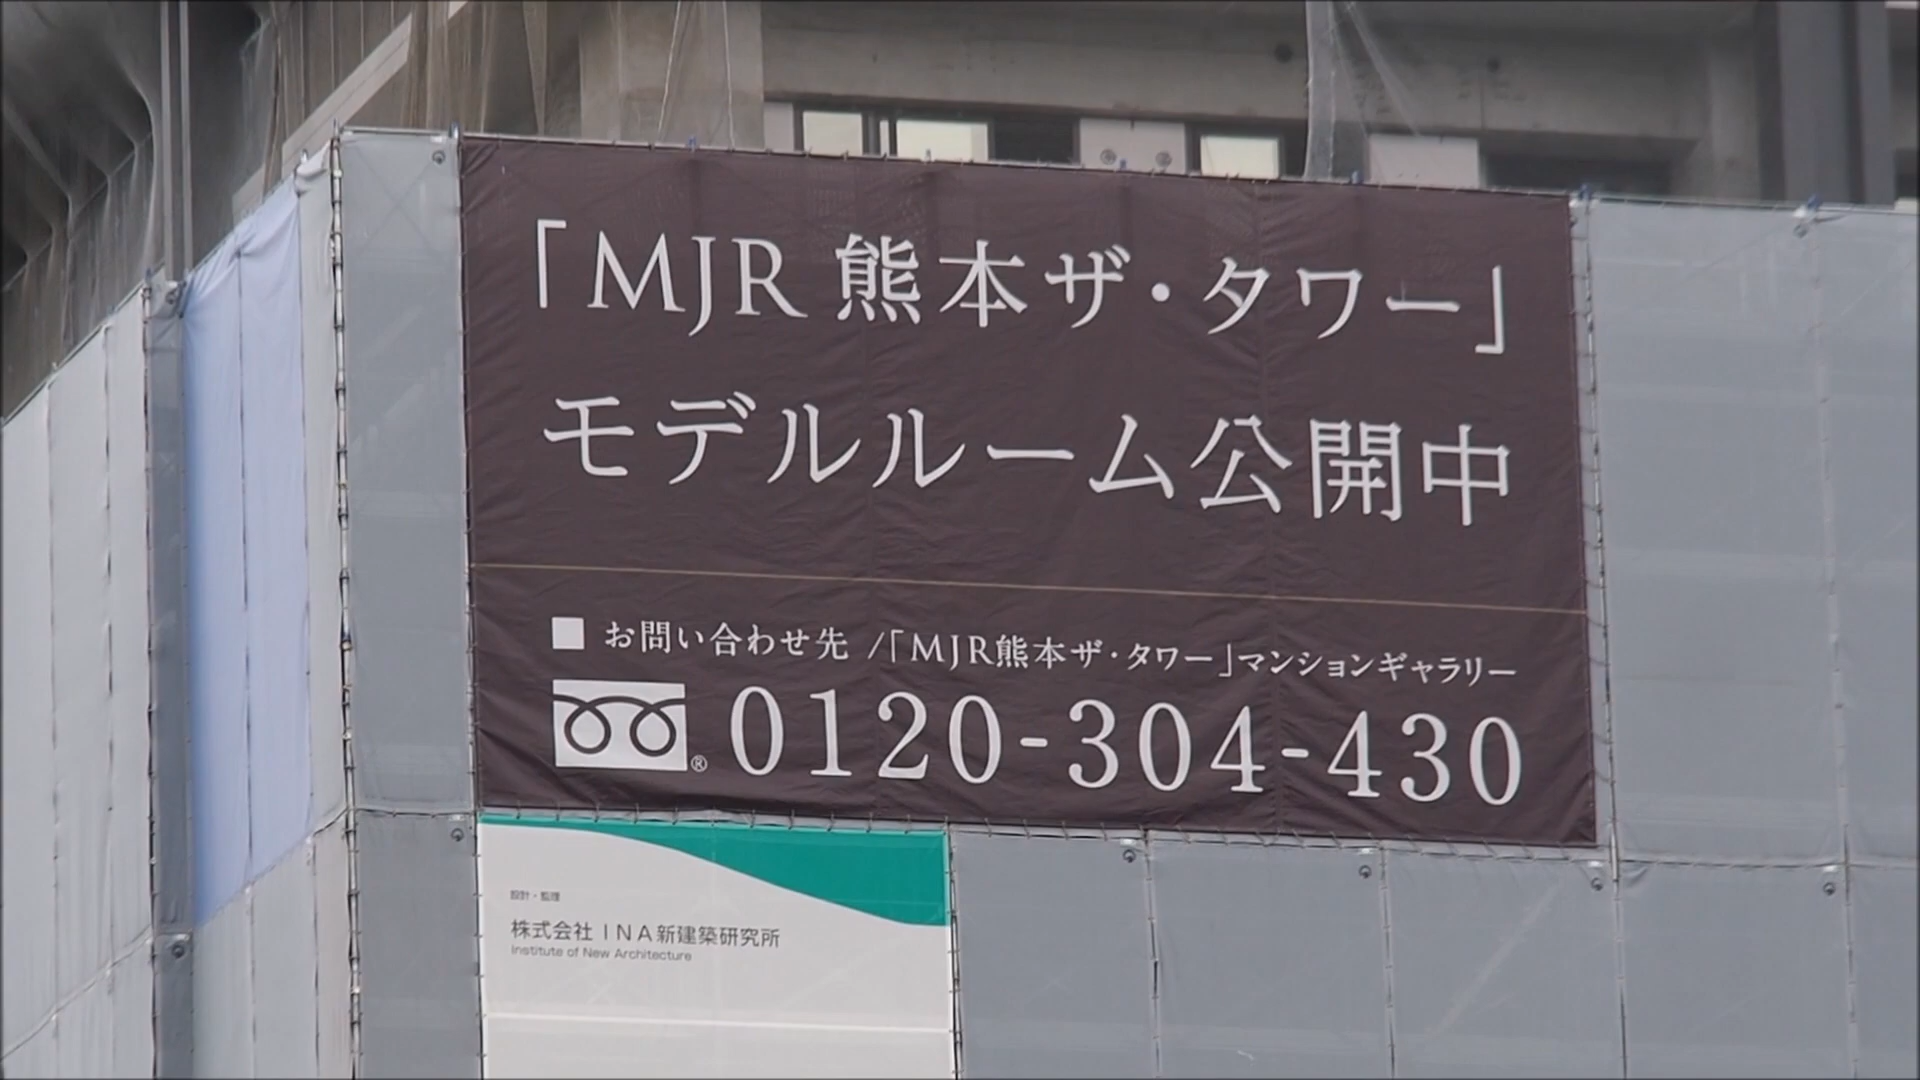 「MJR 熊本ザ・タワー」
モデルルーム公開中
■ お問い合わせ先 /「MJR熊本ザ・タワー」マンションギャラリー
® 0120-304-430
設計・監理
株式会社 INA新建築研究所
Institute of New Architecture